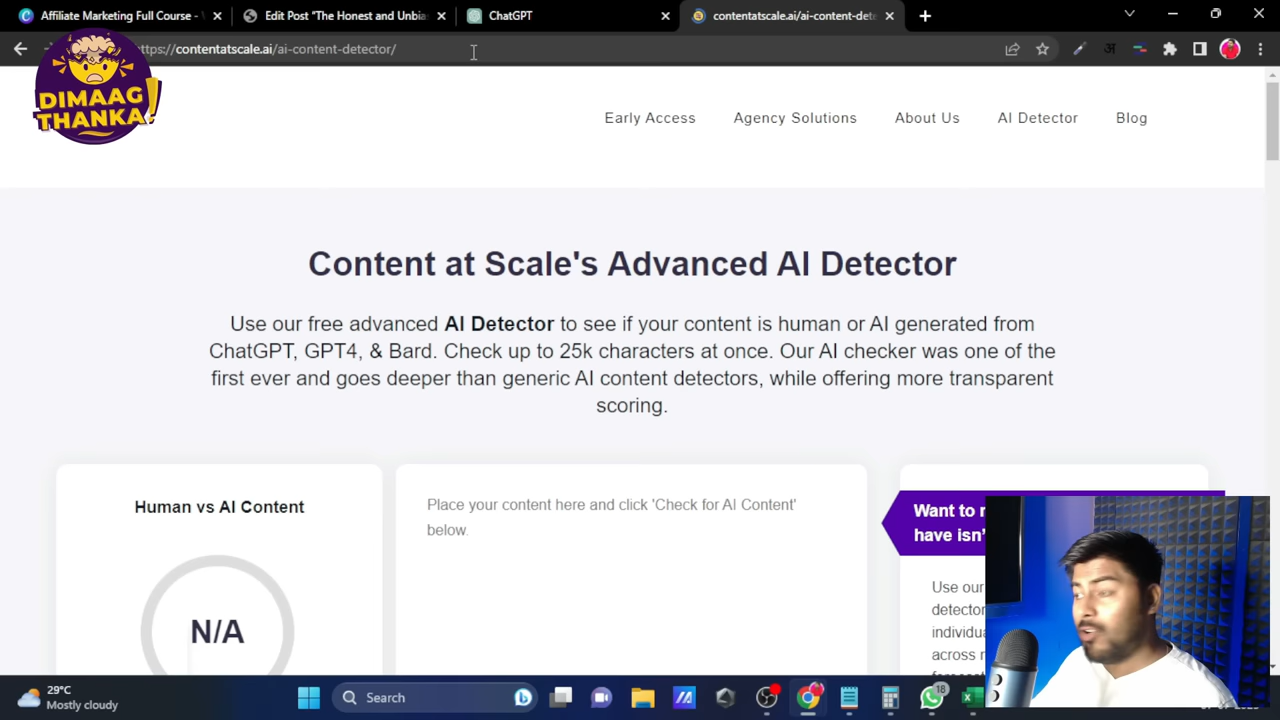 Affiliate Marketing Full Course -
Edit Post "The Honest and Unbia
ChatGPT
contentatscale.ai/ai-content-dete
https://contentatscale.ai/ai-content-detector/
अ
DIMAAG
THANKA!
Early Access
Agency Solutions
About Us
AI Detector
Blog
Content at Scale's Advanced AI Detector
Use our free advanced AI Detector to see if your content is human or AI generated from
ChatGPT, GPT4, & Bard. Check up to 25k characters at once. Our AI checker was one of the
first ever and goes deeper than generic AI content detectors, while offering more transparent
scoring.
Human vs AI Content
N/A
Place your content here and click 'Check for AI Content'
below.
Want to
have isn'
Use our
detector
individua
across
29°C
Mostly cloudy
Search
18